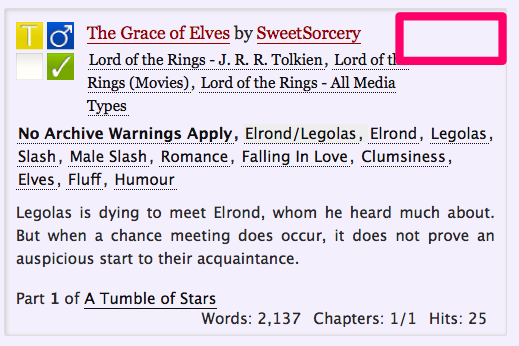 T
The Grace of Elves by SweetSorcery
Lord of the Rings - J. R. R. Tolkien, Lord of
Rings (Movies), Lord of the Rings - All Media
Types
No Archive Warnings Apply, Elrond/Legolas, Elrond, Legolas,
Slash, Male Slash, Romance, Falling In Love, Clumsiness,
Elves, Fluff, Humour
Legolas is dying to meet Elrond, whom he heard much about.
But when a chance meeting does occur, it does not prove an
auspicious start to their acquaintance.
Part 1 of A Tumble of Stars
Words: 2,137 Chapters: 1/1 Hits: 25